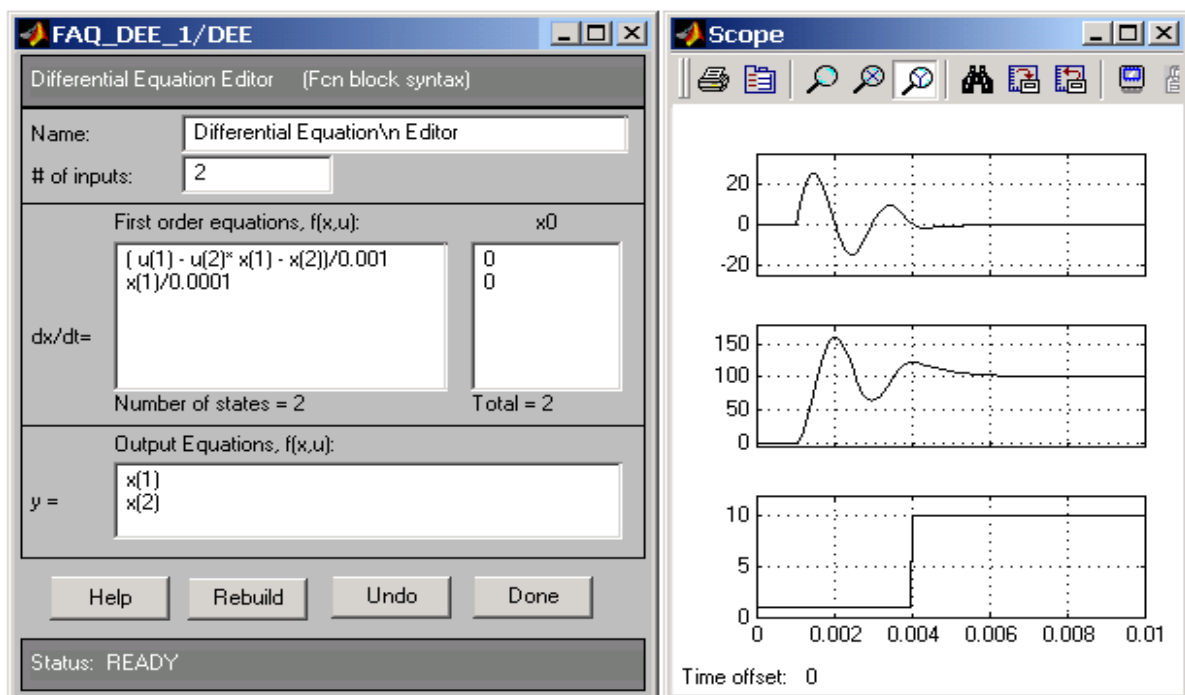 FAQ_DEE_1/DEE
Differential Equation Editor (Fcn block syntax)
Name: Differential Equation\n Editor
# of inputs: 2
First order equations, f(x,u): x0
dx/dt=
( u(1) - u(2)* x(1) - x(2))/0.001 0
x(1)/0.0001 0
Number of states = 2 Total = 2
Output Equations, f(x,u):
y =
x(1)
x(2)
Help Rebuild Undo Done
Status: READY
Scope
20
0
-20
150
100
50
0
10
5
0
0 0.002 0.004 0.006 0.008 0.01
Time offset: 0